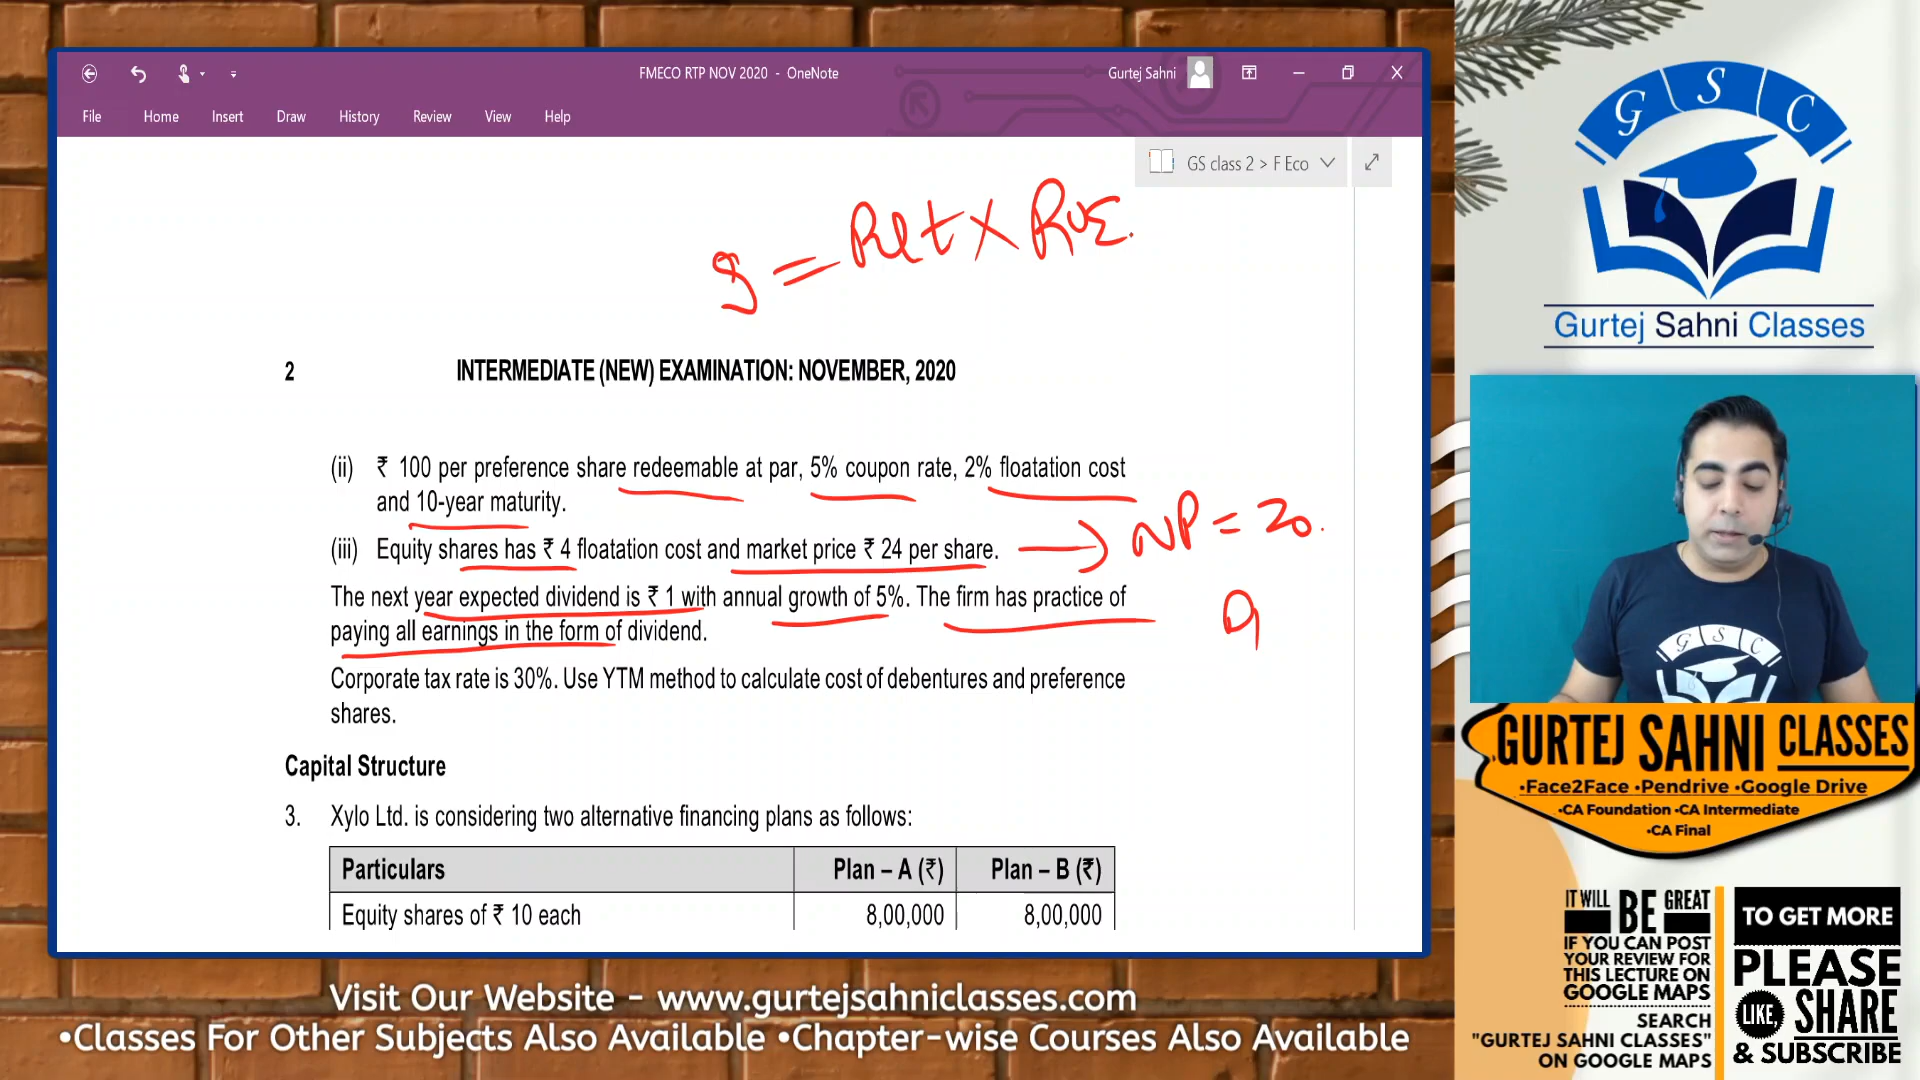 FMECO RTP NOV 2020 - OneNote
Gurtej Sahni
File Home Insert Draw History Review View Help
GS class 2 > F Eco
g = Ret X ROE.
2 INTERMEDIATE (NEW) EXAMINATION: NOVEMBER, 2020
(ii) ₹ 100 per preference share redeemable at par, 5% coupon rate, 2% floatation cost
and 10-year maturity.
(iii) Equity shares has ₹ 4 floatation cost and market price ₹ 24 per share.
NP = 20.
The next year expected dividend is ₹ 1 with annual growth of 5%. The firm has practice of
paying all earnings in the form of dividend.
g
Corporate tax rate is 30%. Use YTM method to calculate cost of debentures and preference
shares.
Capital Structure
3. Xylo Ltd. is considering two alternative financing plans as follows:
Particulars Plan – A (₹) Plan – B (₹)
Equity shares of ₹ 10 each 8,00,000 8,00,000
Visit Our Website - www.gurtejsahniclasses.com
•Classes For Other Subjects Also Available •Chapter-wise Courses Also Available
G S C
Gurtej Sahni Classes
G S C
GURTEJ SAHNI CLASSES
•Face2Face •Pendrive •Google Drive
•CA Foundation •CA Intermediate
•CA Final
IT WILL BE GREAT
IF YOU CAN POST
YOUR REVIEW FOR
THIS LECTURE ON
GOOGLE MAPS
SEARCH
"GURTEJ SAHNI CLASSES"
ON GOOGLE MAPS
TO GET MORE
PLEASE
LIKE, SHARE
& SUBSCRIBE